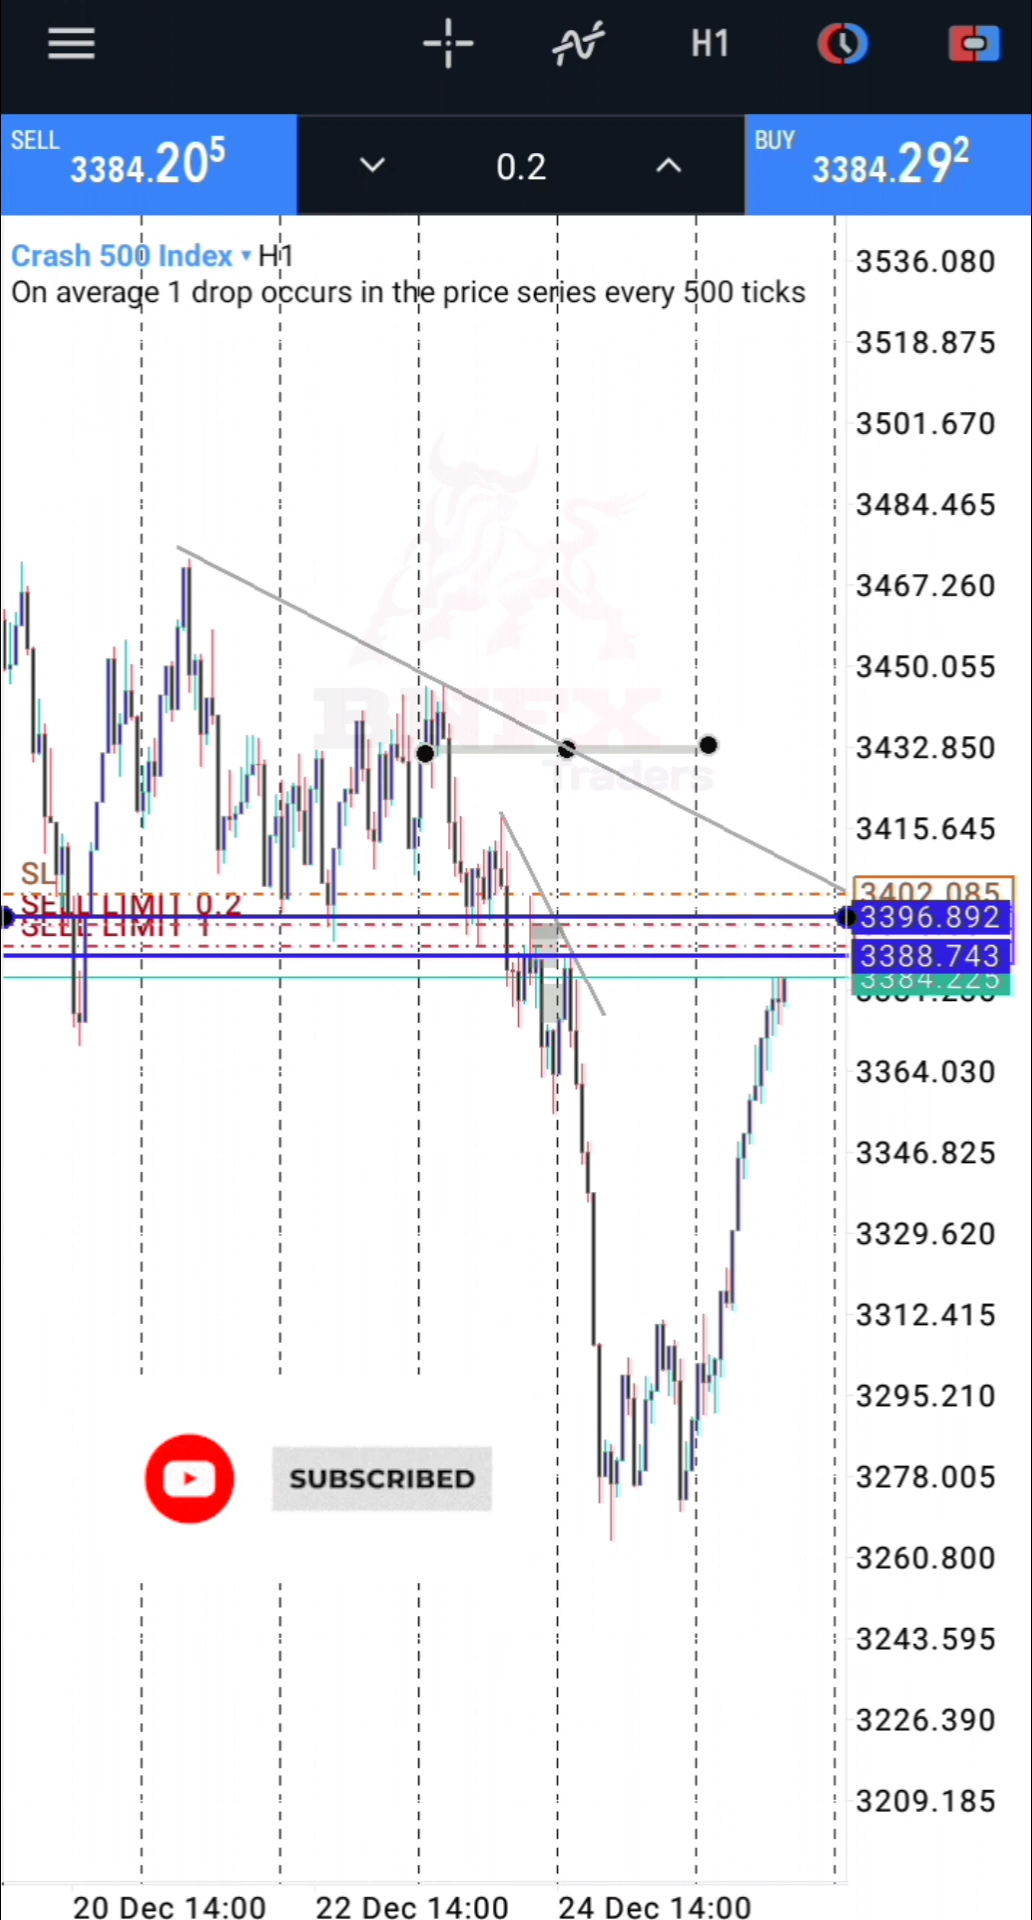 H1
SELL 3384.205
0.2
BUY 3384.292
Crash 500 Index ▾ H1
On average 1 drop occurs in the price series every 500 ticks
3536.080
3518.875
3501.670
3484.465
3467.260
3450.055
BNFX
3432.850
Traders
3415.645
SL
3402.085
SELL LIMIT 0.2
3396.892
SELL LIMIT 1
3388.743
3384.225
3364.030
3346.825
3329.620
3312.415
3295.210
SUBSCRIBED
3278.005
3260.800
3243.595
3226.390
3209.185
20 Dec 14:00
22 Dec 14:00
24 Dec 14:00